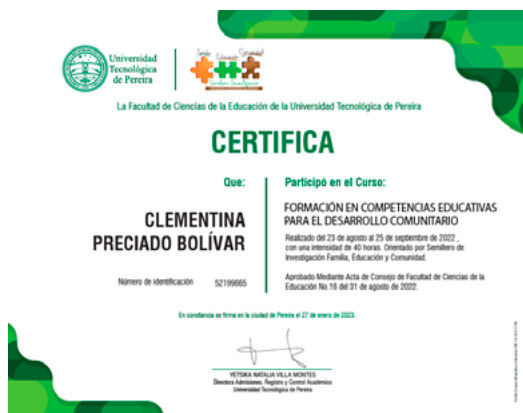 Universidad
Tecnológica
de Pereira
Familia Educación Comunidad
Semillero Investigación
La Facultad de Ciencias de la Educación de la Universidad Tecnológica de Pereira
CERTIFICA
Que:
CLEMENTINA
PRECIADO BOLÍVAR
Número de identificación 52199665
Participó en el Curso:
FORMACIÓN EN COMPETENCIAS EDUCATIVAS
PARA EL DESARROLLO COMUNITARIO
Realizado del 23 de agosto al 25 de septiembre de 2022 ,
con una intensidad de 40 horas. Orientado por Semillero de
Investigación Familia, Educación y Comunidad.
Aprobado Mediante Acta de Consejo de Facultad de Ciencias de la
Educación No.16 del 31 de agosto de 2022.
En constancia se firma en la ciudad de Pereira el 27 de enero de 2023.
YETSIKA NATALIA VILLA MONTES
Directora Admisiones, Registro y Control Académico
Universidad Tecnológica de Pereira